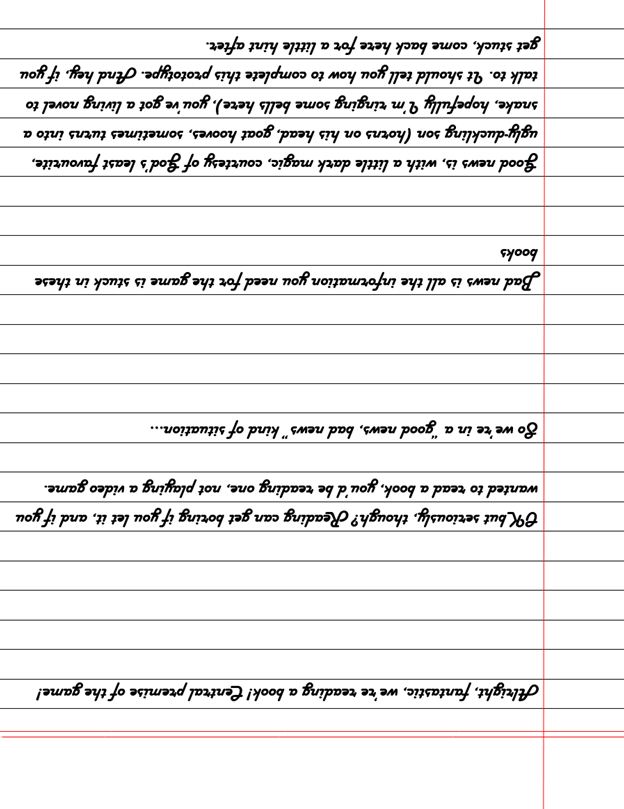 Alright, fantastic, we're reading a book! Central premise of the game!
OK but seriously, though? Reading can get boring if you let it, and if you
wanted to read a book, you'd be reading one, not playing a video game.
So we're in a "good news, bad news" kind of situation...
Bad news is all the information you need for the game is stuck in these
books
Good news is, with a little dark magic, courtesy of God's least favourite,
ugly-duckling son (horns on his head, goat hooves, sometimes turns into a
snake, hopefully I'm ringing some bells here), you've got a living novel to
talk to. It should tell you how to complete this prototype. And hey, if you
get stuck, come back here for a little hint after.